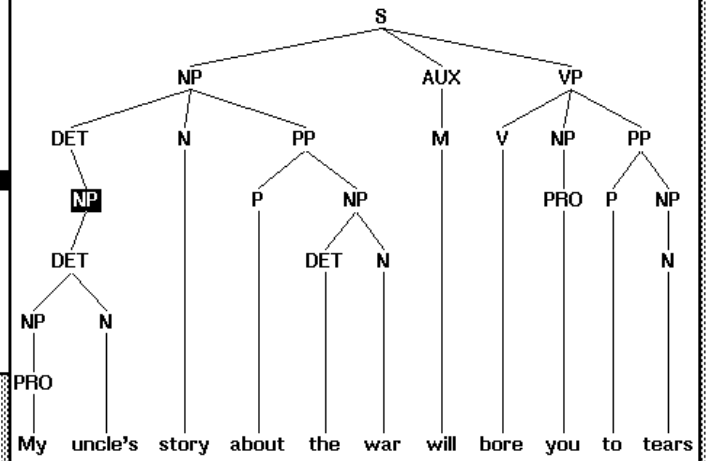 S
NP AUX VP
DET N PP M V NP PP
NP P NP PRO P NP
DET DET N N
NP N
PRO
My uncle's story about the war will bore you to tears